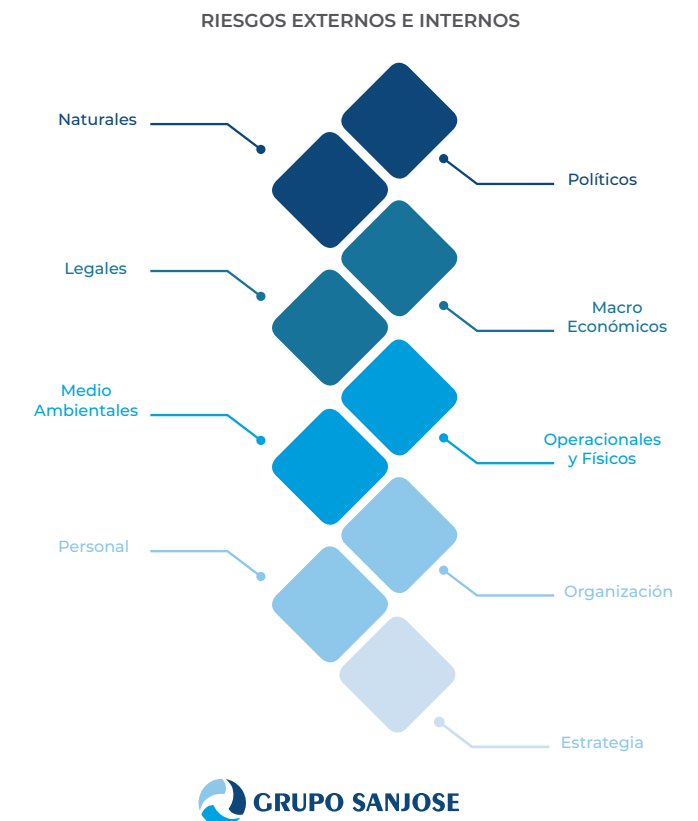 RIESGOS EXTERNOS E INTERNOS
Naturales
Políticos
Legales
Macro
Económicos
Medio
Ambientales
Operacionales
y Físicos
Personal
Organización
Estrategia
GRUPO SANJOSE